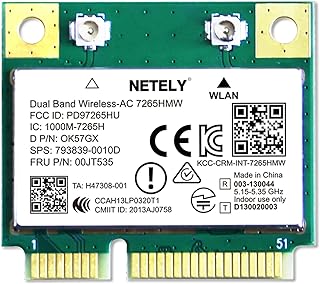 NETELY
WLAN
Dual Band Wireless-AC 7265HMW
FCC ID: PD97265HU
IC: 1000M-7265H
D P/N: OK57GX
SPS: 793839-0010D
FRU P/N: 00JT535
KCC-CRM-INT-7265HMW
TA: H47308-001
CCAH13LP0320T1
CMIIT ID: 2013AJ0758
Made in China
R 003-130044
5.15-5.35 GHz
Indoor use only
T D130020003
1
51